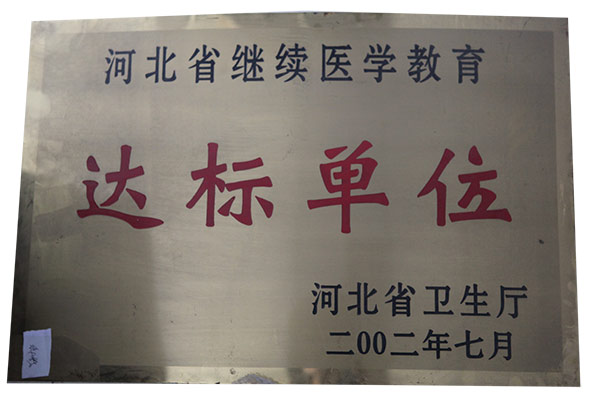 河北省继续医学教育
达标单位
河北省卫生厅
二00二年七月